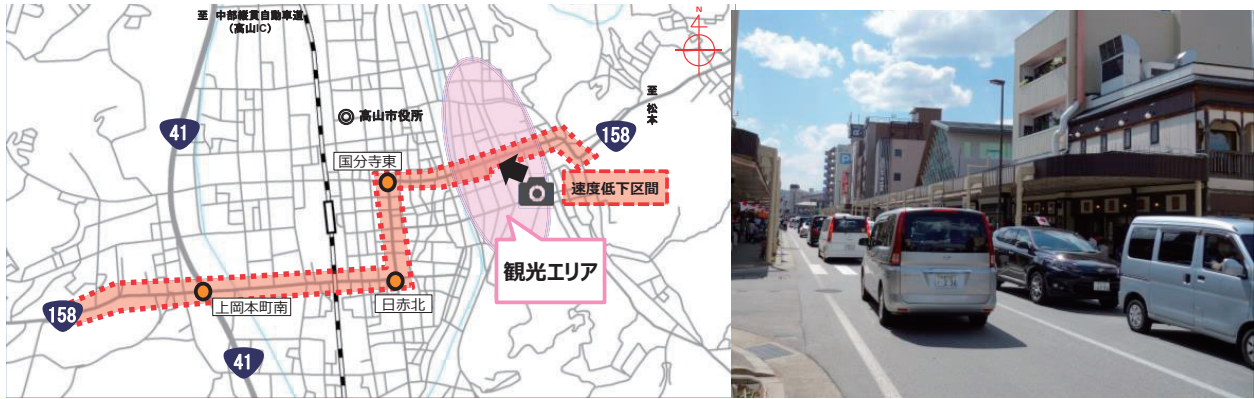 至 中部縦貫自動車道
(高山IC)
N
至松本
41
◎高山市役所
158
国分寺東
速度低下区間
観光エリア
158
上岡本町南
日赤北
41